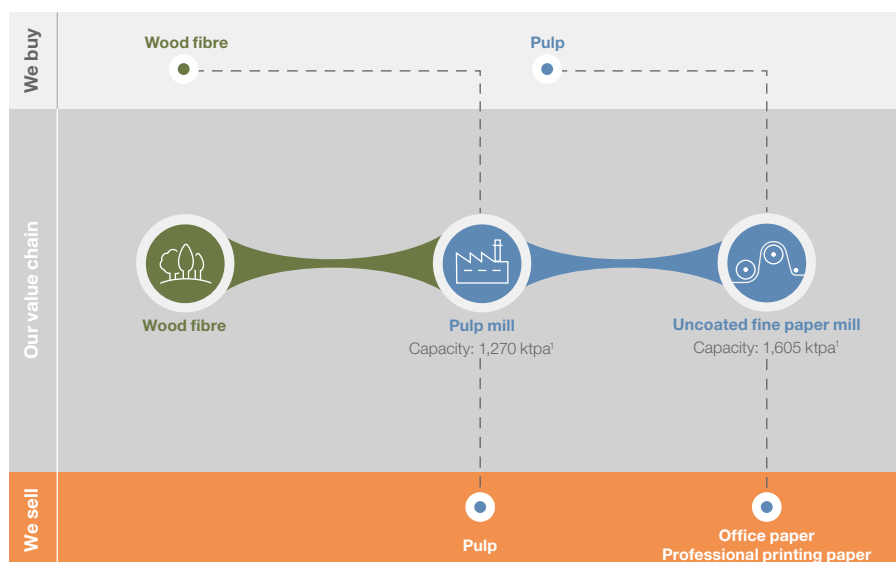 We buy
Wood fibre
Pulp
Our value chain
Wood fibre
Pulp mill
Capacity: 1,270 ktpa¹
Uncoated fine paper mill
Capacity: 1,605 ktpa¹
We sell
Pulp
Office paper
Professional printing paper